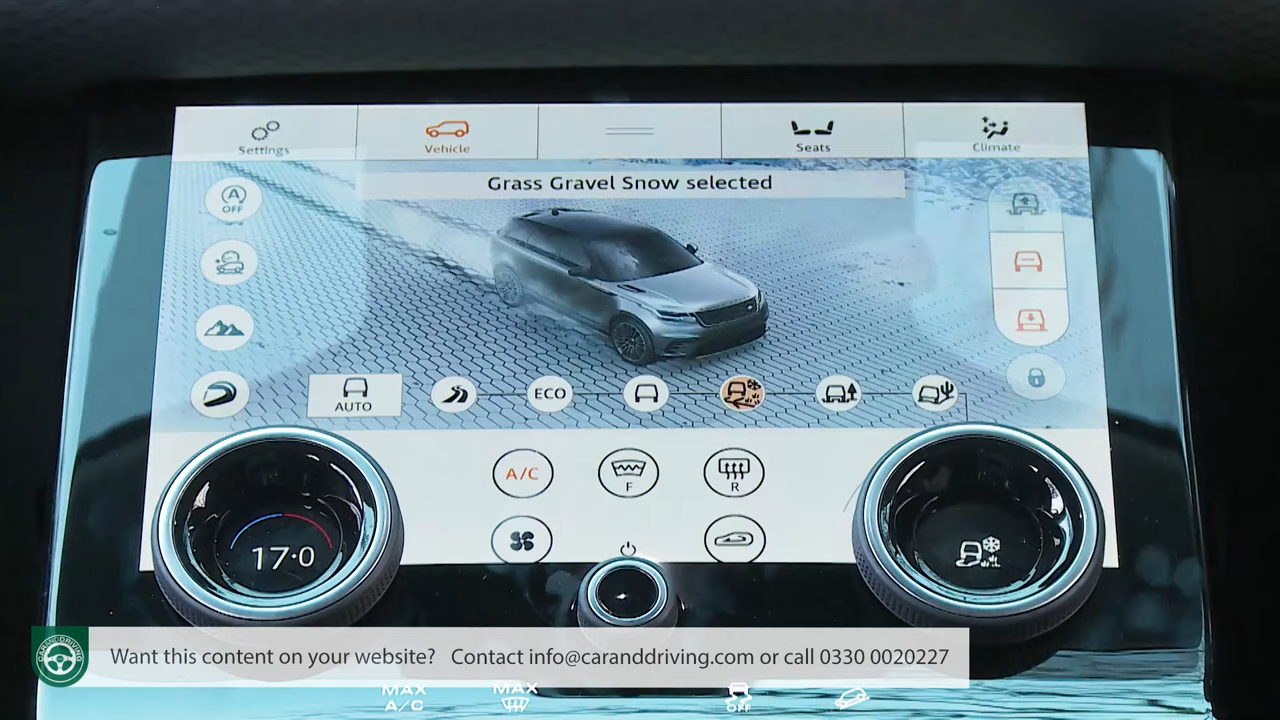 Settings
Vehicle
Seats
Climate
Grass Gravel Snow selected
A
OFF
AUTO
ECO
A/C
F
R
17·0
CARANDDRIVING
Want this content on your website? Contact info@caranddriving.com or call 0330 0020227
MAX
A/C
MAX
OFF